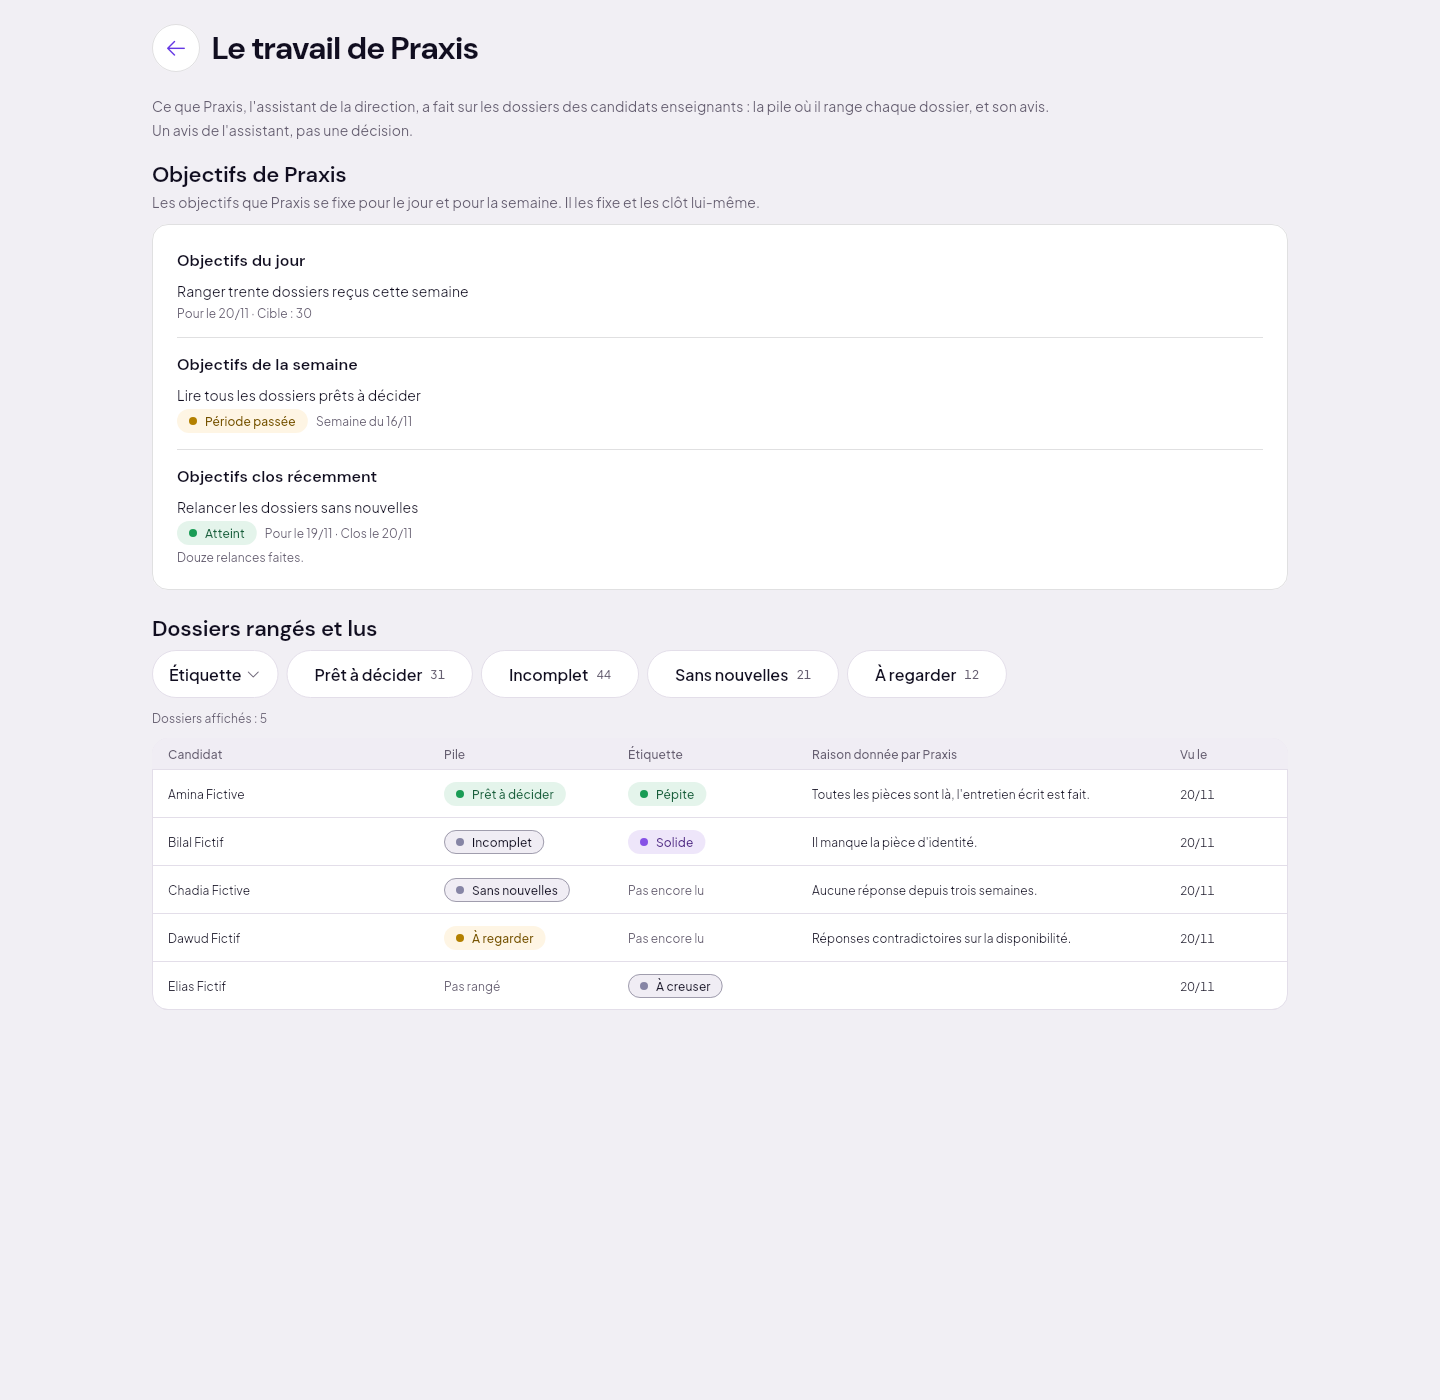 Le travail de Praxis
Ce que Praxis, l'assistant de la direction, a fait sur les dossiers des candidats enseignants : la pile où il range chaque dossier, et son avis.
Un avis de l'assistant, pas une décision.
Objectifs de Praxis
Les objectifs que Praxis se fixe pour le jour et pour la semaine. Il les fixe et les clôt lui-même.
Objectifs du jour
Ranger trente dossiers reçus cette semaine
Pour le 20/11 · Cible : 30
Objectifs de la semaine
Lire tous les dossiers prêts à décider
Période passée Semaine du 16/11
Objectifs clos récemment
Relancer les dossiers sans nouvelles
Atteint Pour le 19/11 · Clos le 20/11
Douze relances faites.
Dossiers rangés et lus
Étiquette Prêt à décider 31 Incomplet 44 Sans nouvelles 21 À regarder 12
Dossiers affichés : 5
Candidat Pile Étiquette Raison donnée par Praxis Vu le
Amina Fictive Prêt à décider Pépite Toutes les pièces sont là, l'entretien écrit est fait. 20/11
Bilal Fictif Incomplet Solide Il manque la pièce d'identité. 20/11
Chadia Fictive Sans nouvelles Pas encore lu Aucune réponse depuis trois semaines. 20/11
Dawud Fictif À regarder Pas encore lu Réponses contradictoires sur la disponibilité. 20/11
Elias Fictif Pas rangé À creuser 20/11